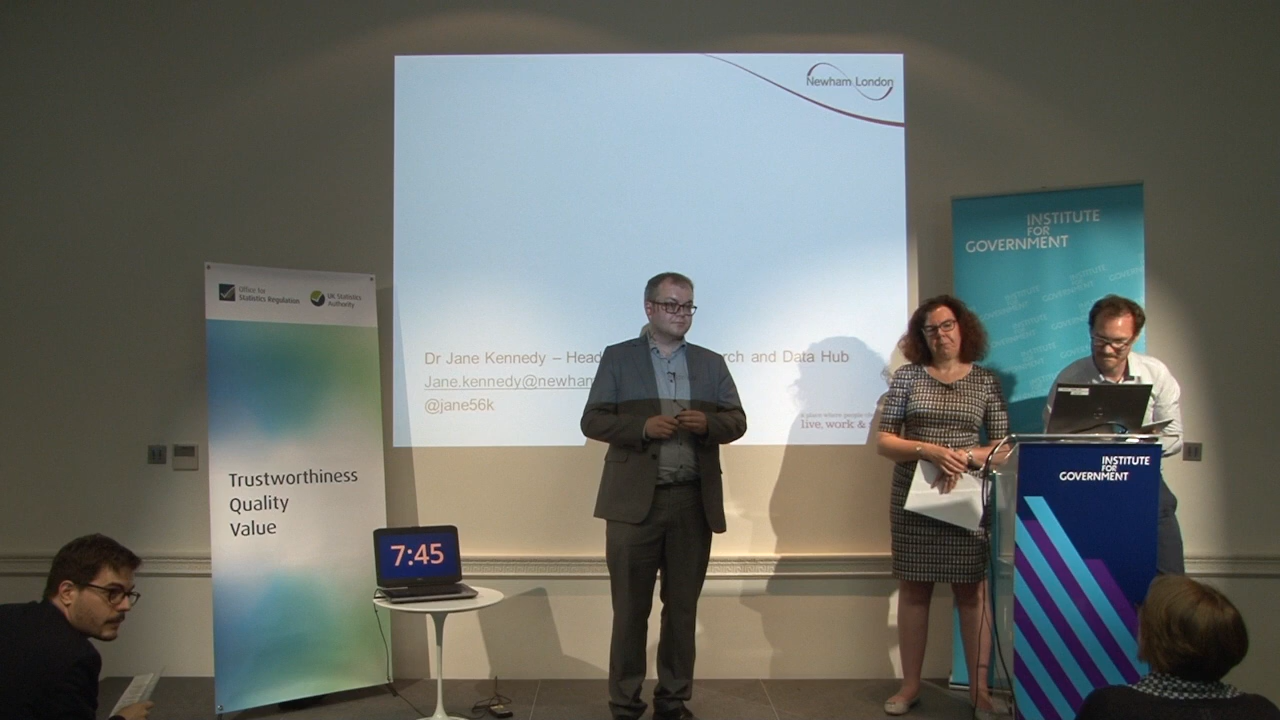 Newham London
Dr Jane Kennedy – Head and Data Hub
Jane.kennedy@newham
@jane56k
live, work &
INSTITUTE
FOR
GOVERNMENT
Office for
Statistics Regulation
UK Statistics
Authority
Trustworthiness
Quality
Value
7:45
INSTITUTE
FOR
GOVERNMENT